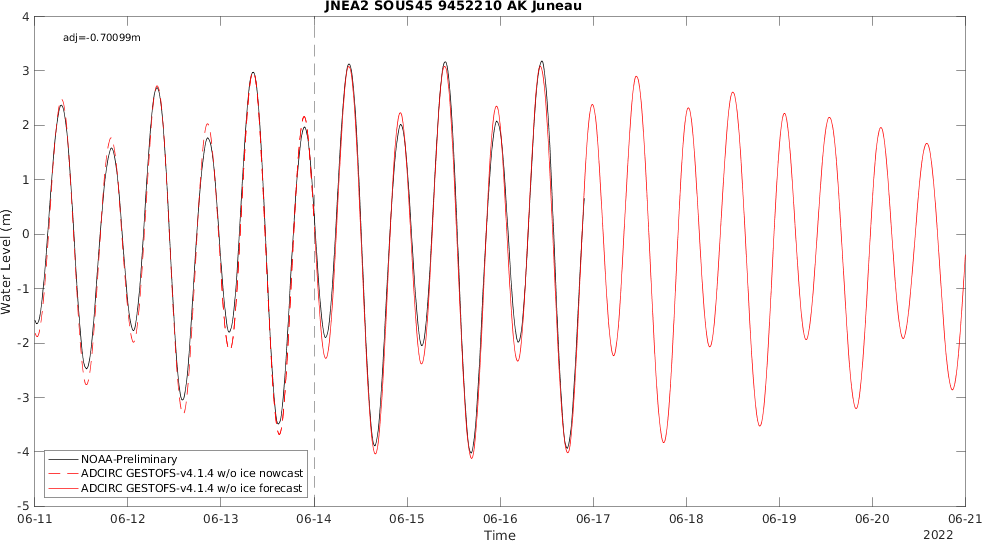 JNEA2 SOUS45 9452210 AK Juneau
adj=-0.70099m
4
3
2
1
0
-1
-2
-3
-4
-5
Water Level (m)
NOAA-Preliminary
ADCIRC GESTOFS-v4.1.4 w/o ice nowcast
ADCIRC GESTOFS-v4.1.4 w/o ice forecast
06-11 06-12 06-13 06-14 06-15 06-16 06-17 06-18 06-19 06-20 06-21
Time
2022